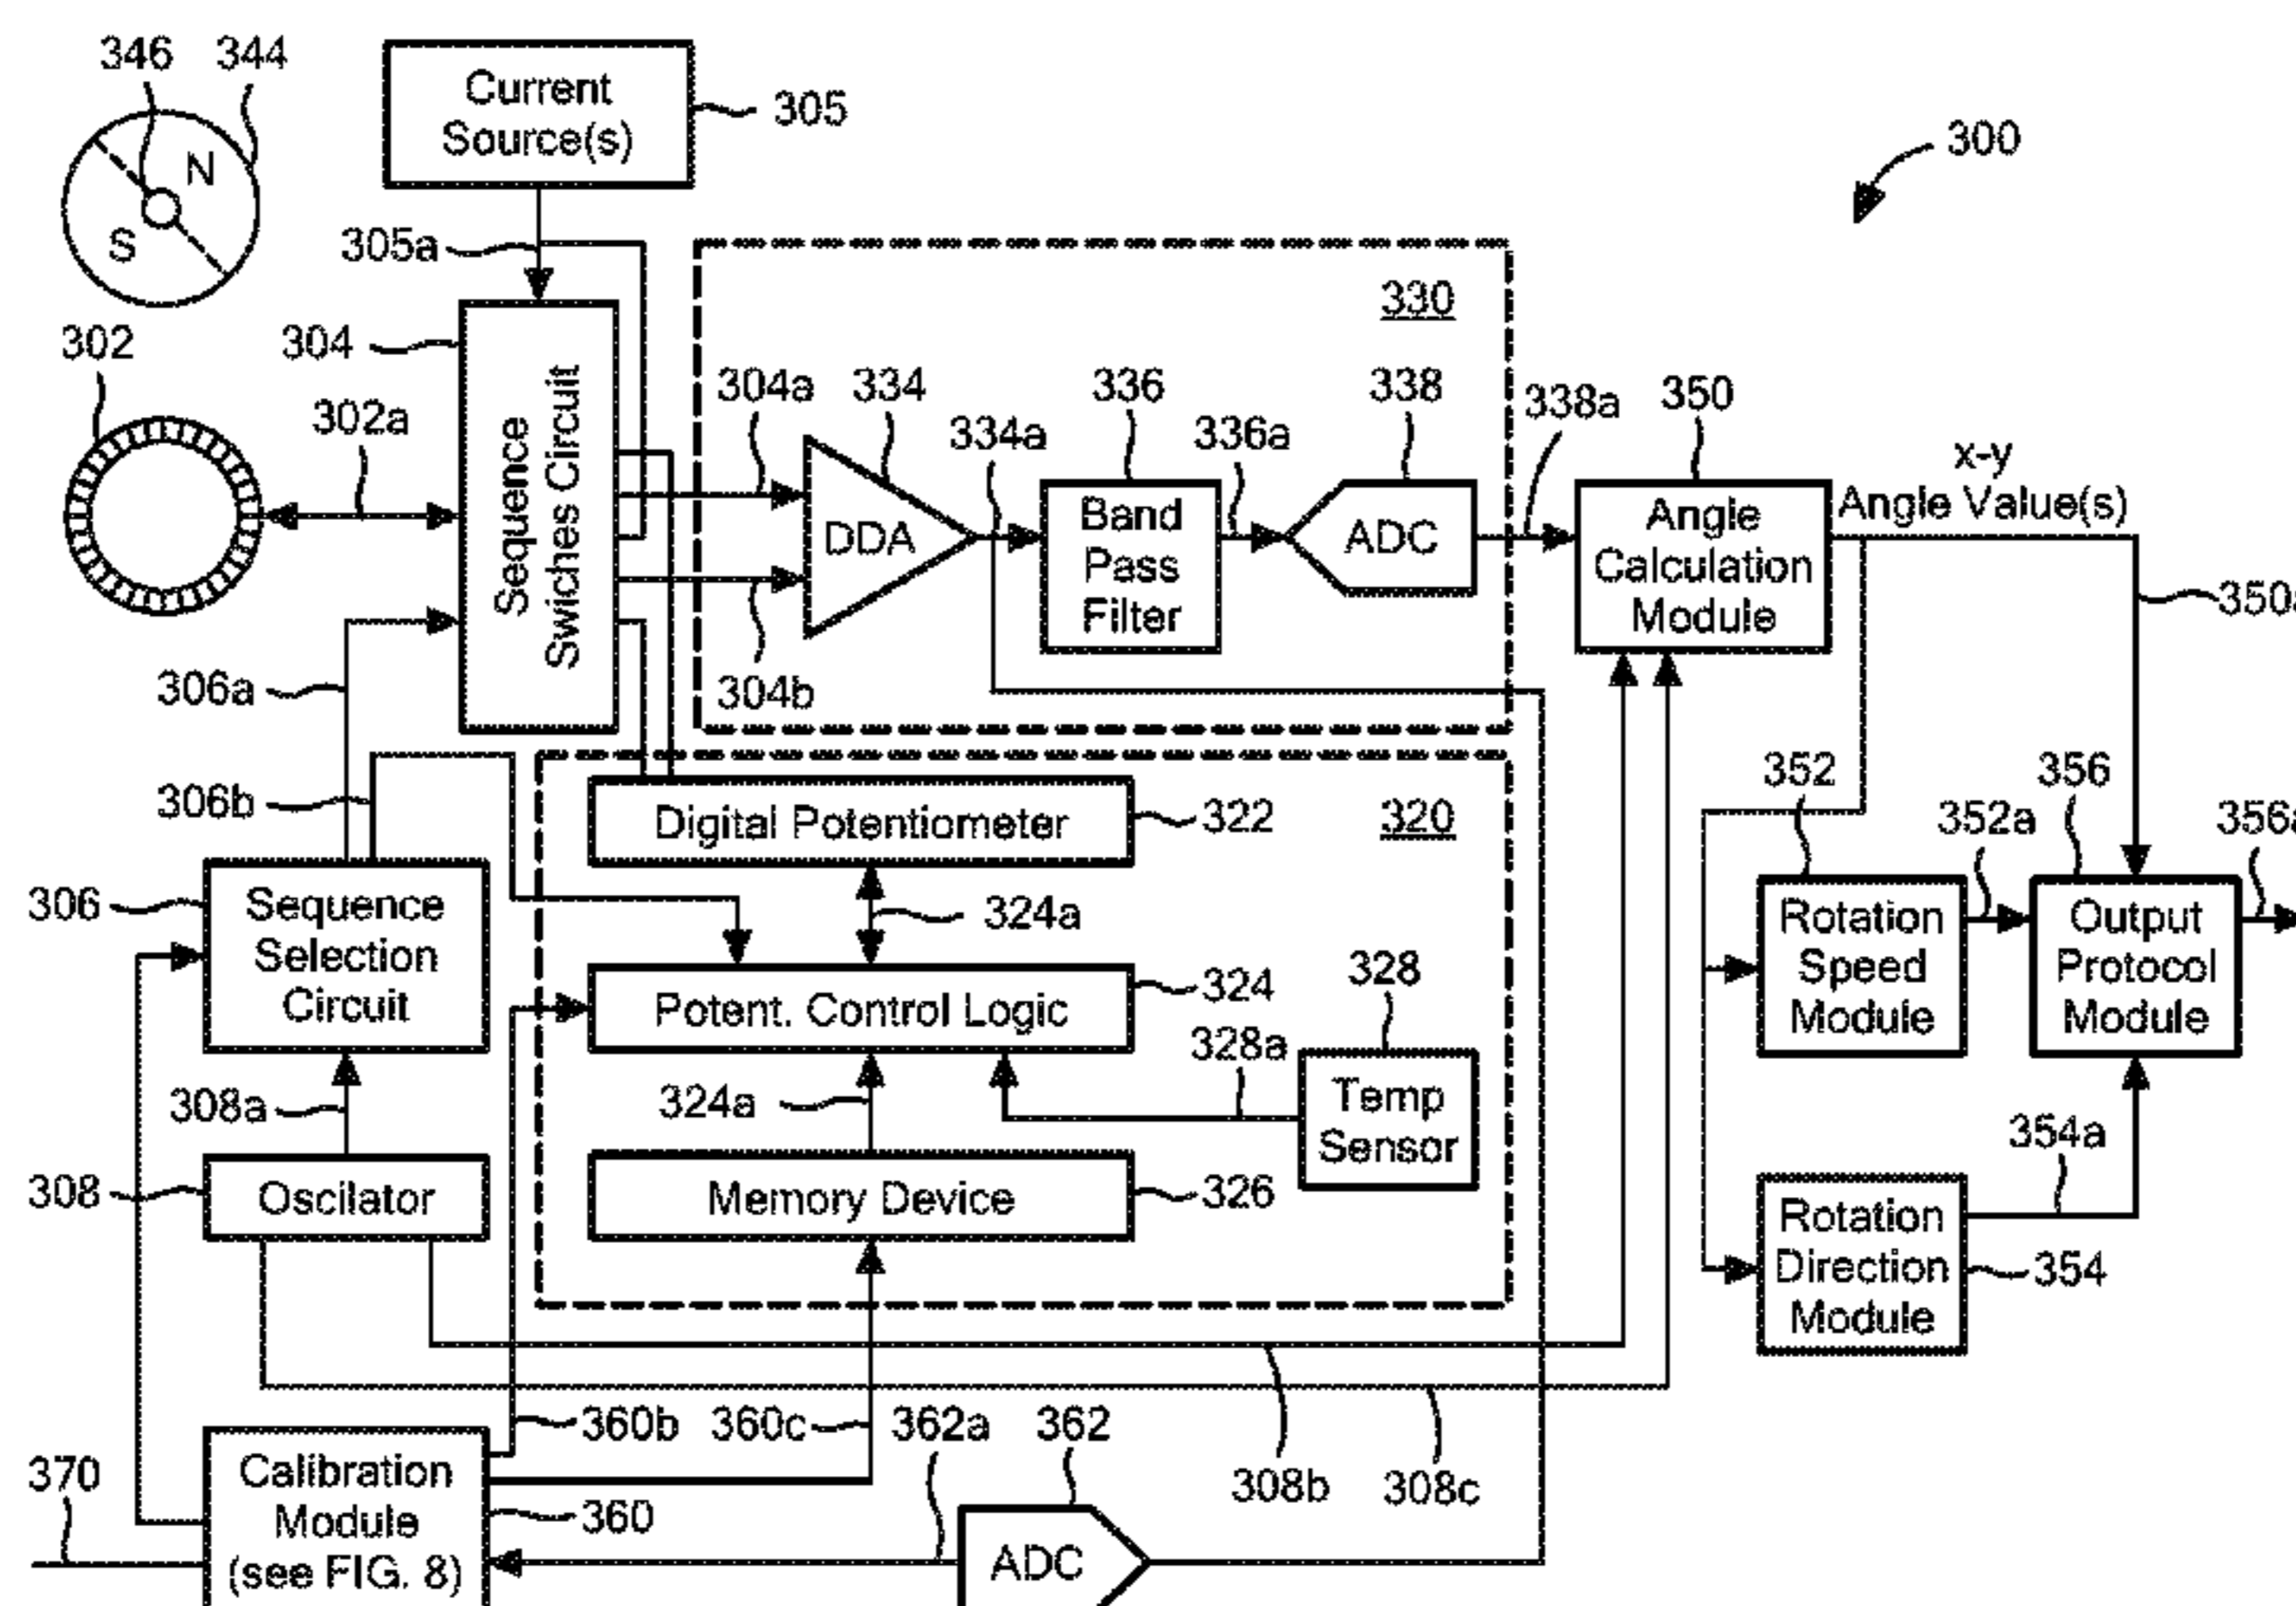 346 344
Current
Source(s)
305
300
N
S
305a
330
302
304
302a
Sequence
Swiches Circuit
304a
334
334a
336
336a
338
338a
350
DDA
Band
Pass
Filter
ADC
Angle
Calculation
Module
x-y
Angle Value(s)
304b
306a
306b
Digital Potentiometer
322
320
352
352a
356
306
Sequence
Selection
Circuit
324a
Potent. Control Logic
324
328
328a
Temp
Sensor
Rotation
Speed
Module
Output
Protocol
Module
308a
324a
354a
308
Oscilator
Memory Device
326
Rotation
Direction
Module
354
360b
360c
362a
362
308b
308c
370
Calibration
Module
(see FIG. 8)
360
ADC